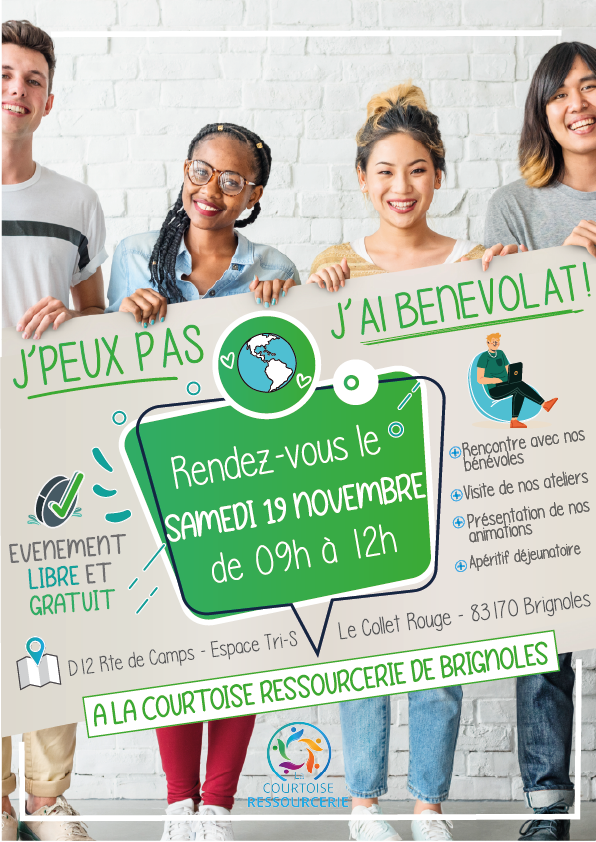 J'PEUX PAS
J'AI BENEVOLAT!
Rendez-vous le
SAMEDI 19 NOVEMBRE
de 09h à 12h
EVENEMENT
LIBRE ET
GRATUIT
Rencontre avec nos
bénévoles
Visite de nos ateliers
Présentation de nos
animations
Apéritif déjeunatoire
D12 Rte de Camps - Espace Tri-S
Le Collet Rouge - 83170 Brignoles
A LA COURTOISE RESSOURCERIE DE BRIGNOLES
LA
COURTOISE
RESSOURCERIE